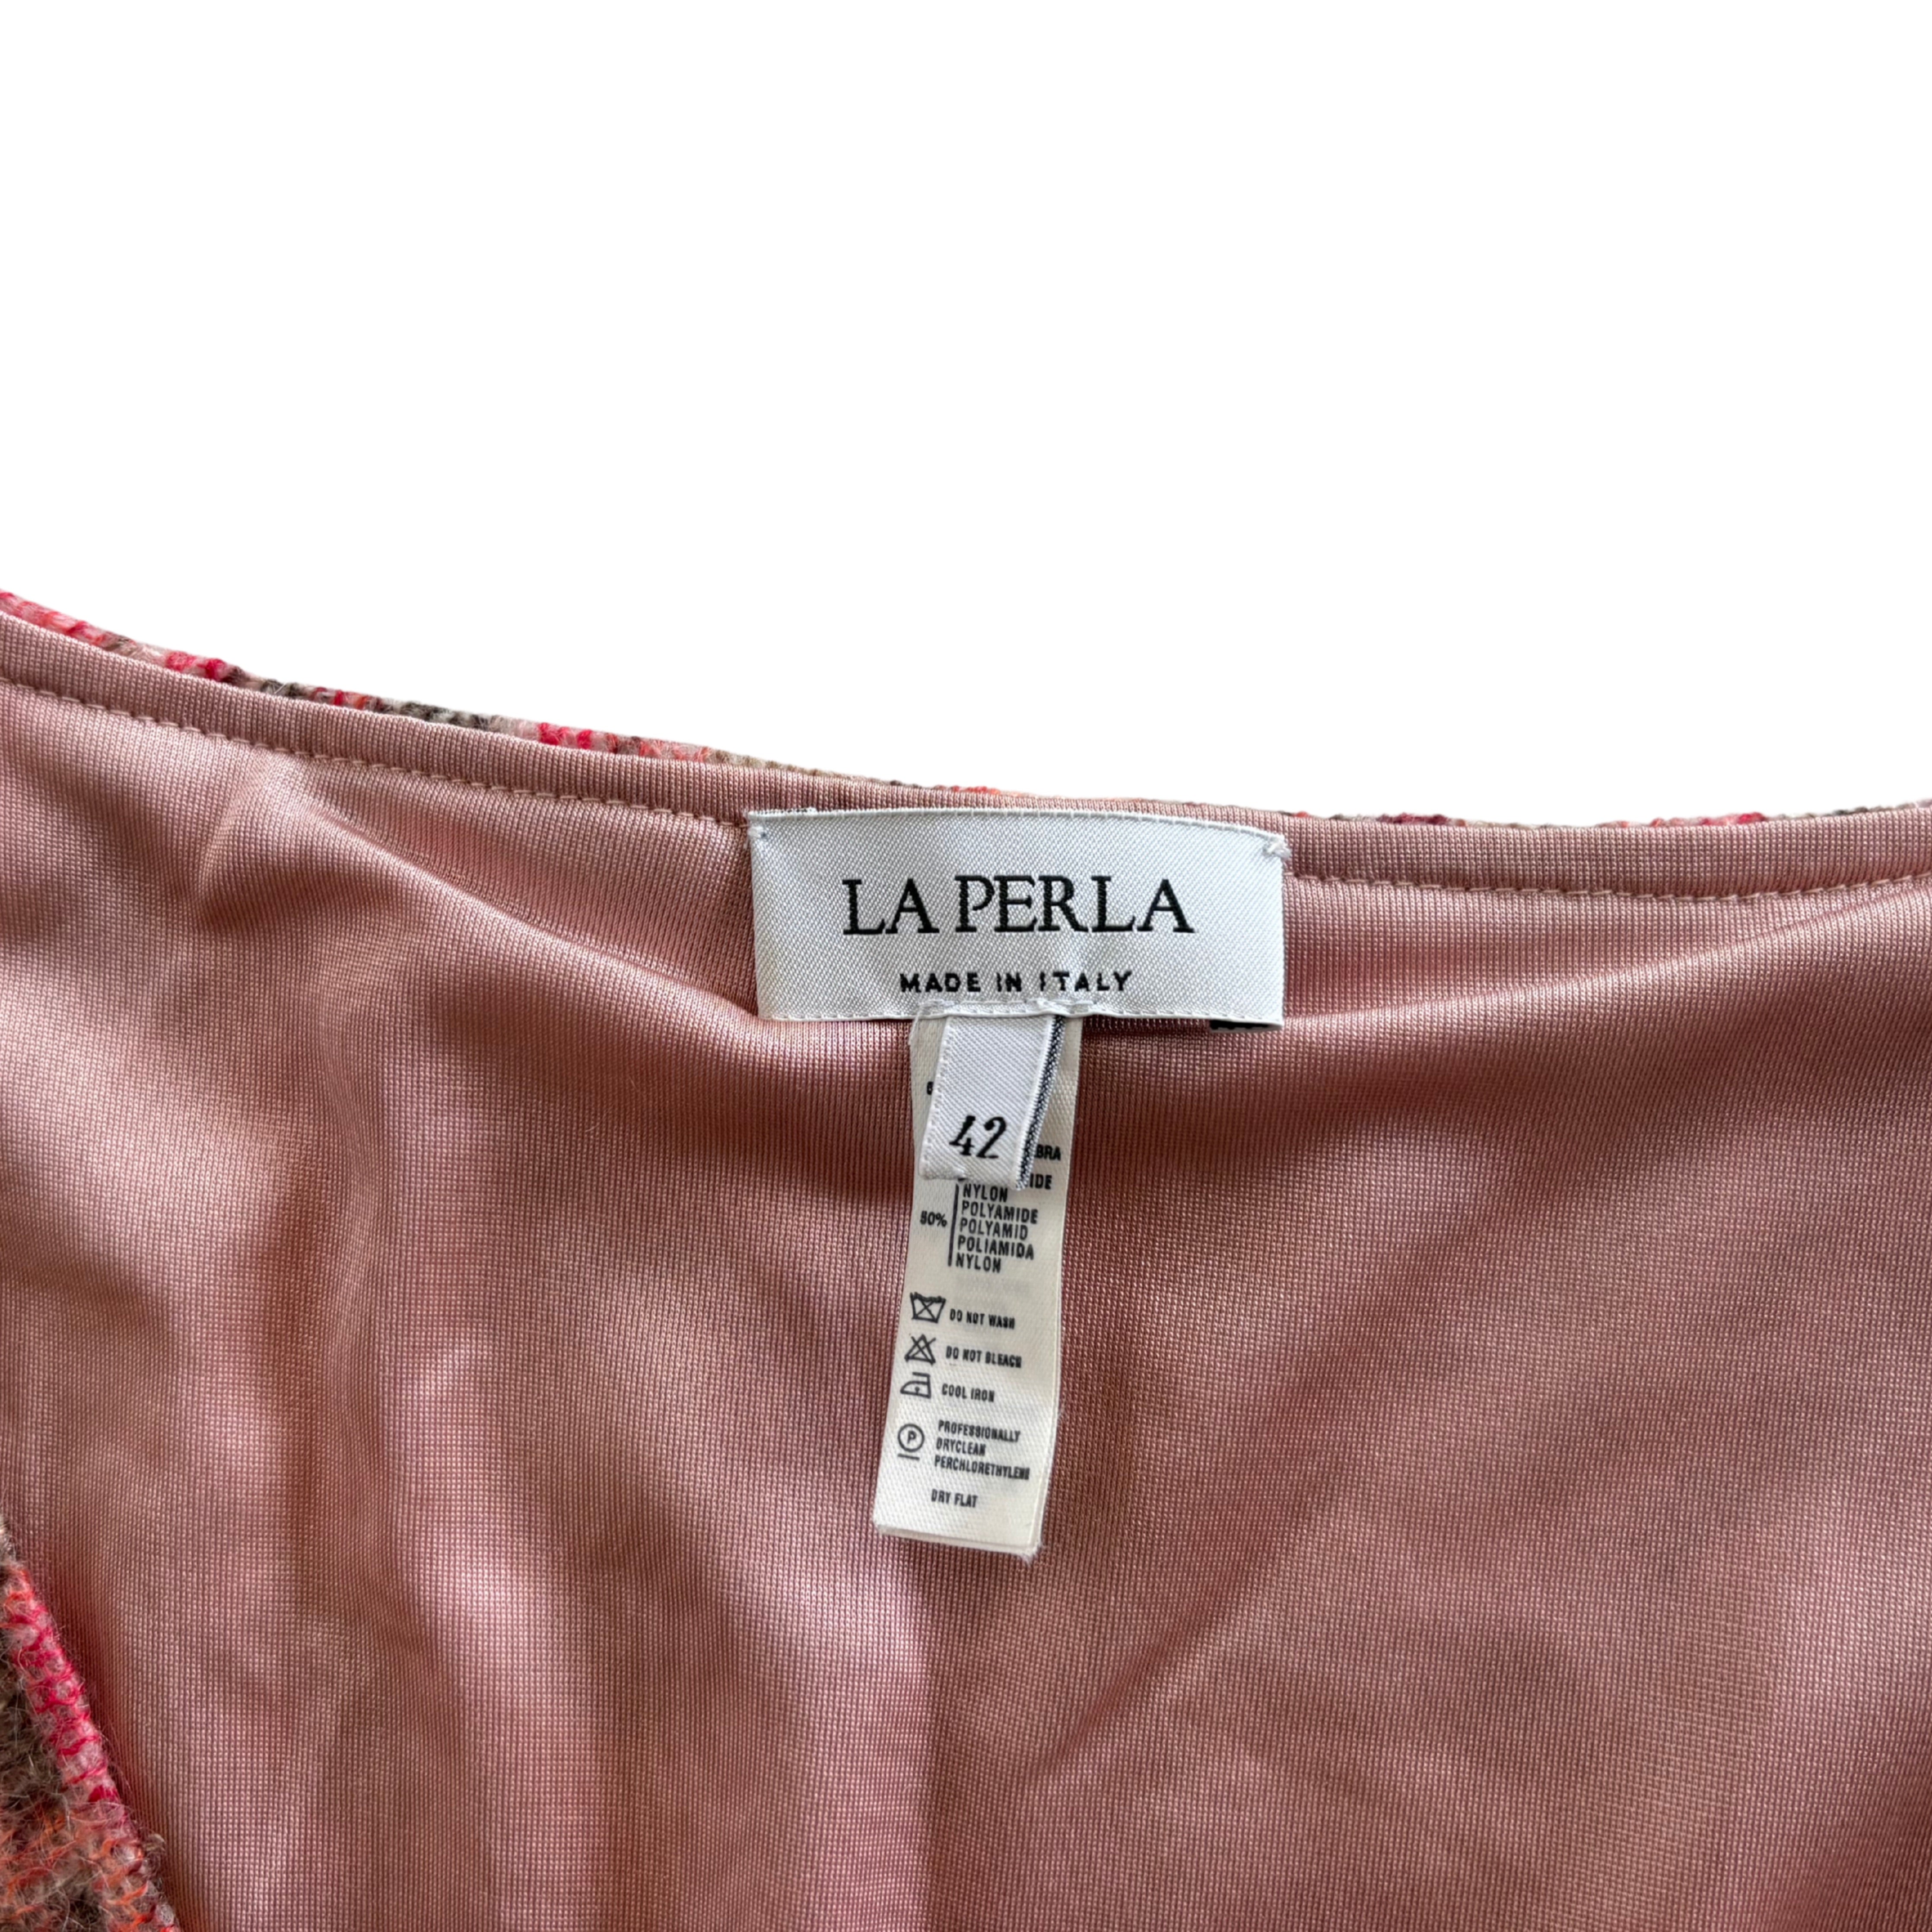 LA PERLA
MADE IN ITALY
42
NYLON
50% POLYAMIDE
POLYAMID
POLIAMIDA
NYLON
DO NOT WASH
DO NOT BLEACH
COOL IRON
P PROFESSIONALLY
DRYCLEAN
PERCHLORETHYLENE
DRY FLAT